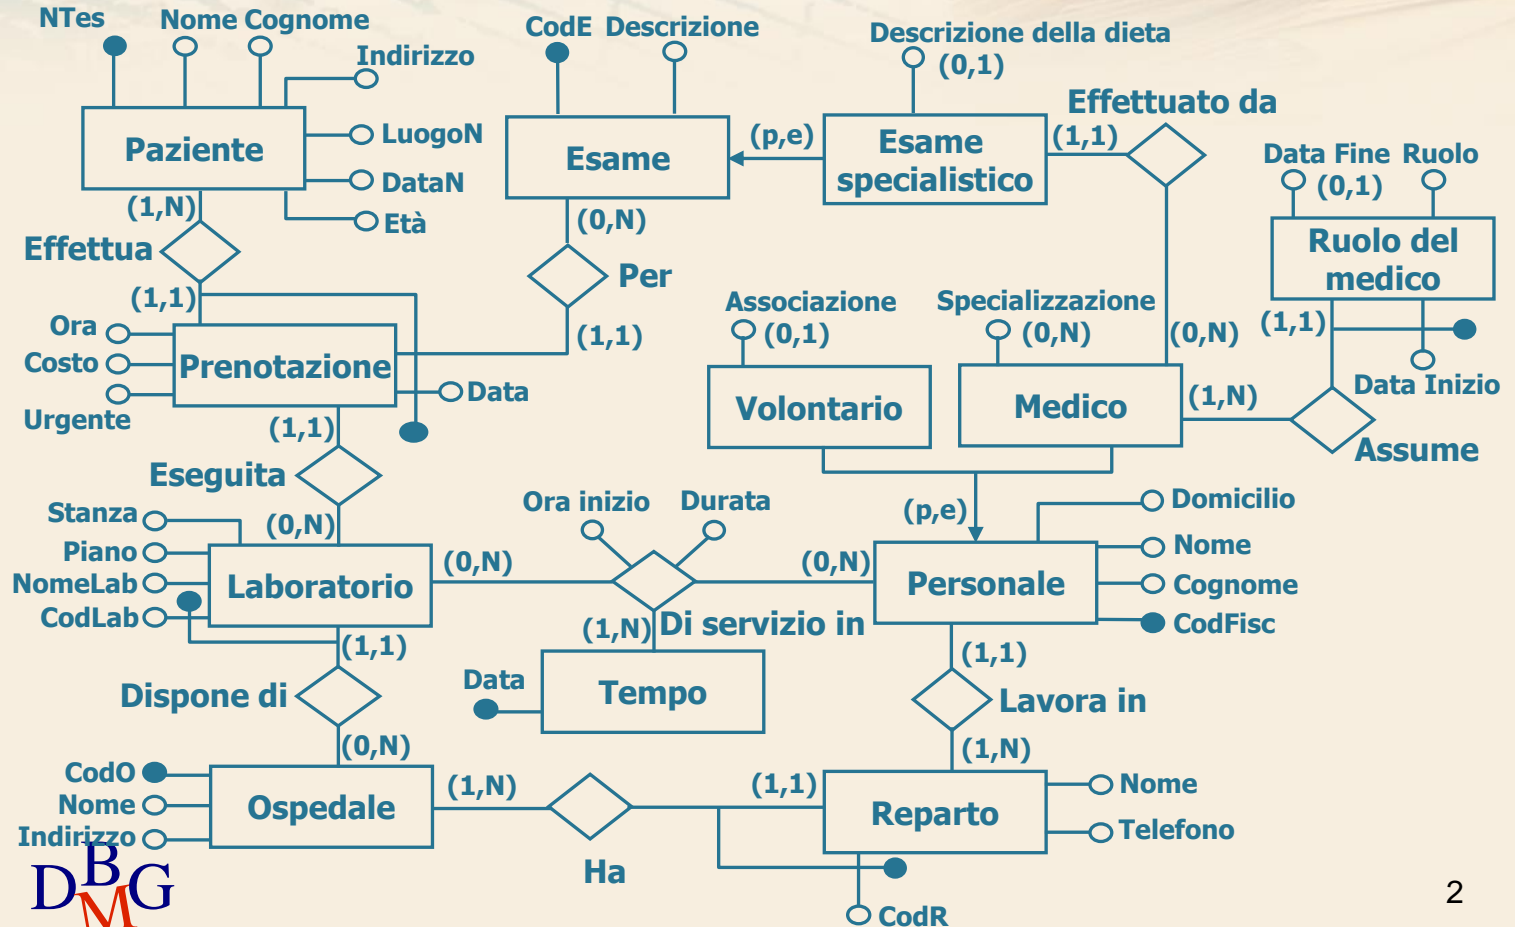 NTes
Nome Cognome
Indirizzo
Paziente
LuogoN
DataN
Età
(1,N)
Effettua
(1,1)
CodE Descrizione
Esame
(p,e)
(0,N)
Per
(1,1)
Descrizione della dieta
(0,1)
Esame
specialistico
(1,1)
Effettuato da
(0,N)
Data Fine Ruolo
(0,1)
Ruolo del
medico
(1,1)
Data Inizio
(1,N)
Assume
Ora
Costo
Urgente
Prenotazione
Data
(1,1)
Eseguita
(0,N)
Associazione
(0,1)
Volontario
Specializzazione
(0,N)
Medico
(p,e)
Stanza
Piano
NomeLab
CodLab
Laboratorio
(0,N)
Ora inizio
Durata
(0,N)
Di servizio in
(1,N)
Data
Tempo
Personale
Domicilio
Nome
Cognome
CodFisc
(1,1)
Lavora in
(1,N)
(1,1)
Dispone di
(0,N)
CodO
Nome
Indirizzo
Ospedale
(1,N)
Ha
(1,1)
Reparto
Nome
Telefono
CodR
DBMG
2